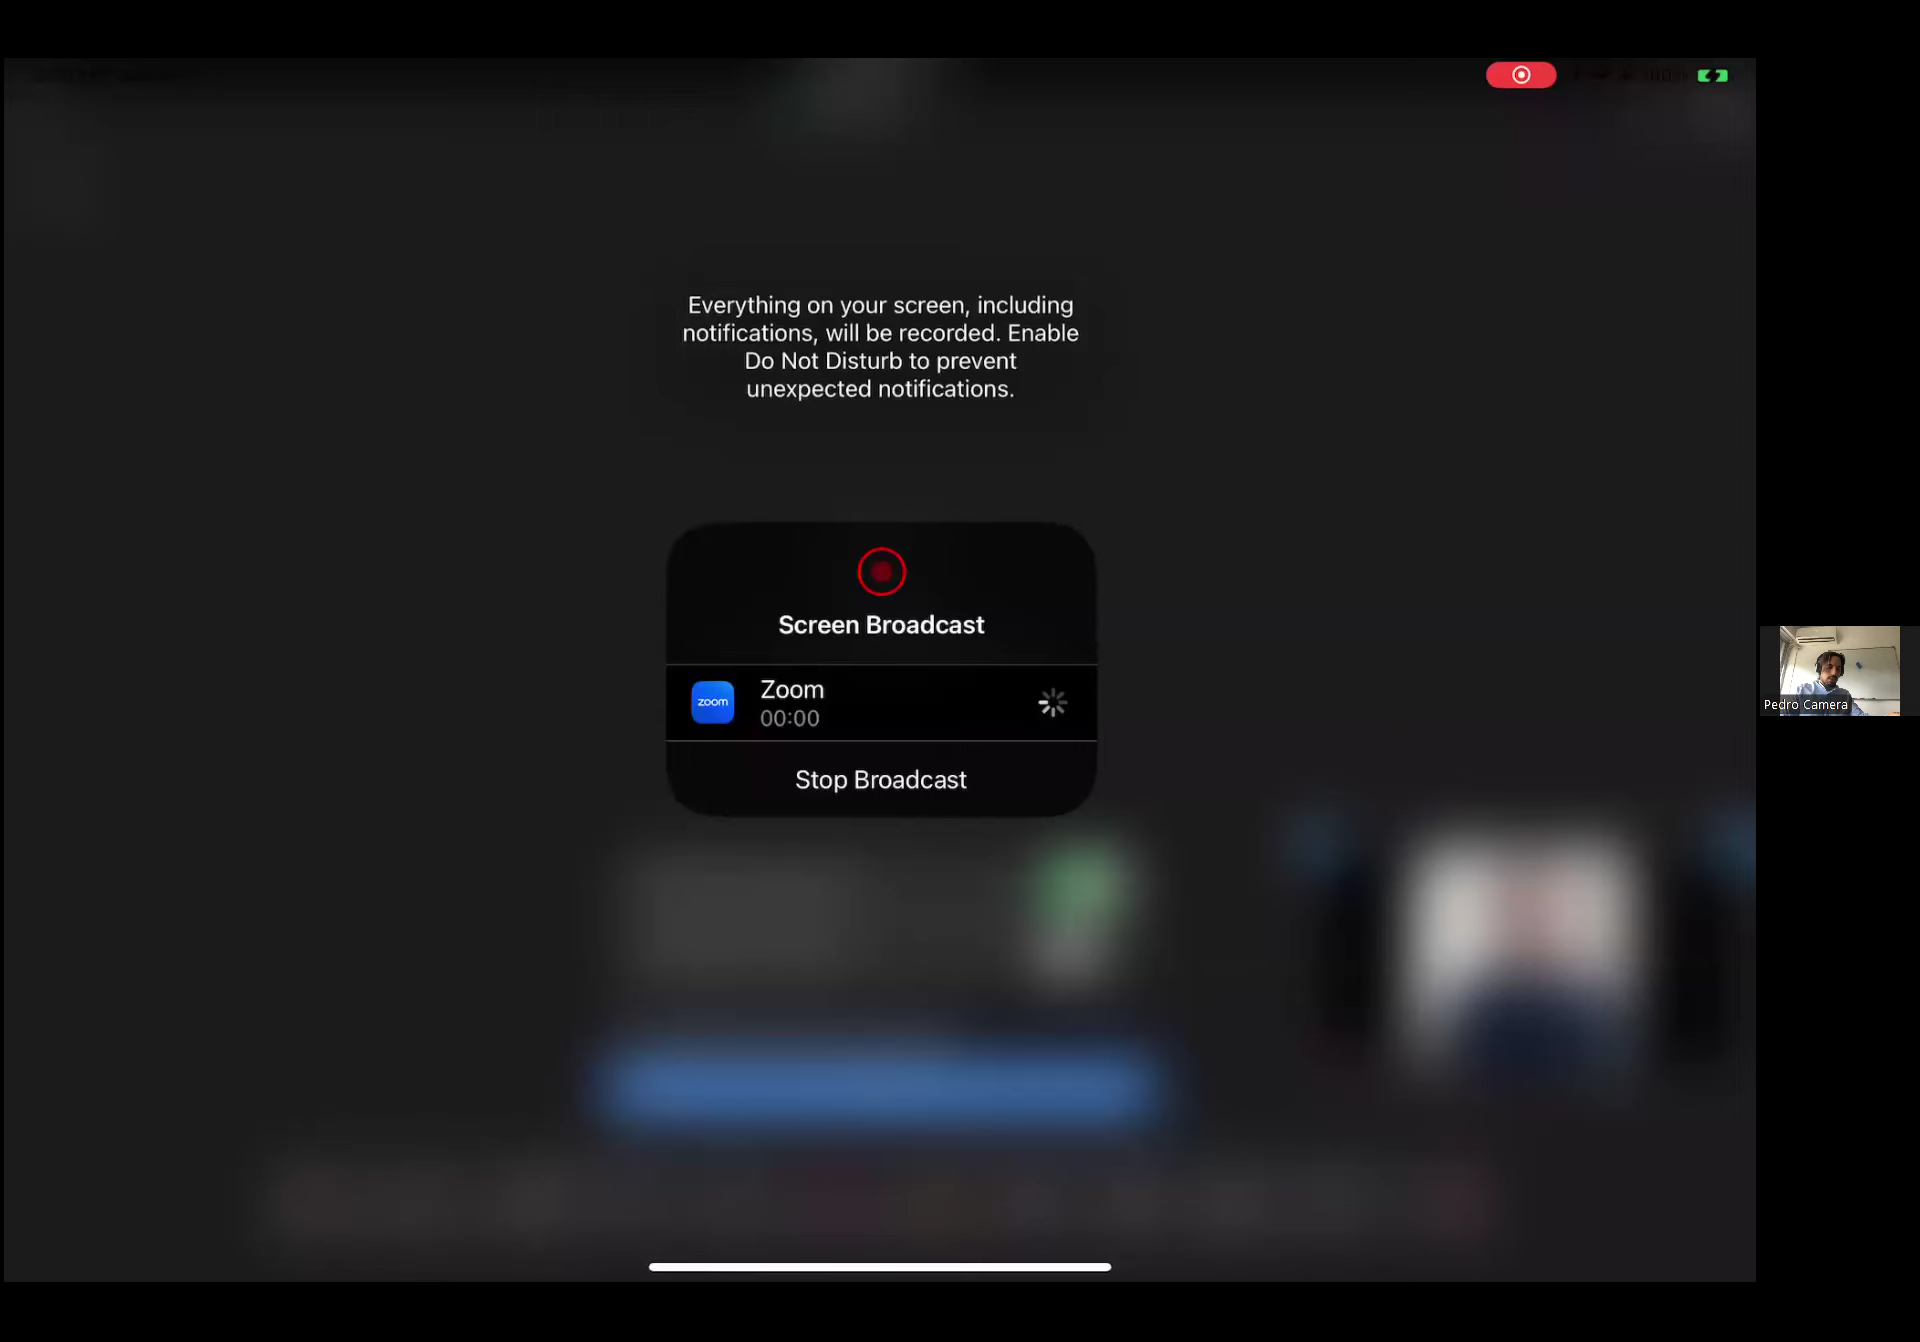 Everything on your screen, including
notifications, will be recorded. Enable
Do Not Disturb to prevent
unexpected notifications.
Screen Broadcast
zoom
Zoom
00:00
Stop Broadcast
Pedro Camera